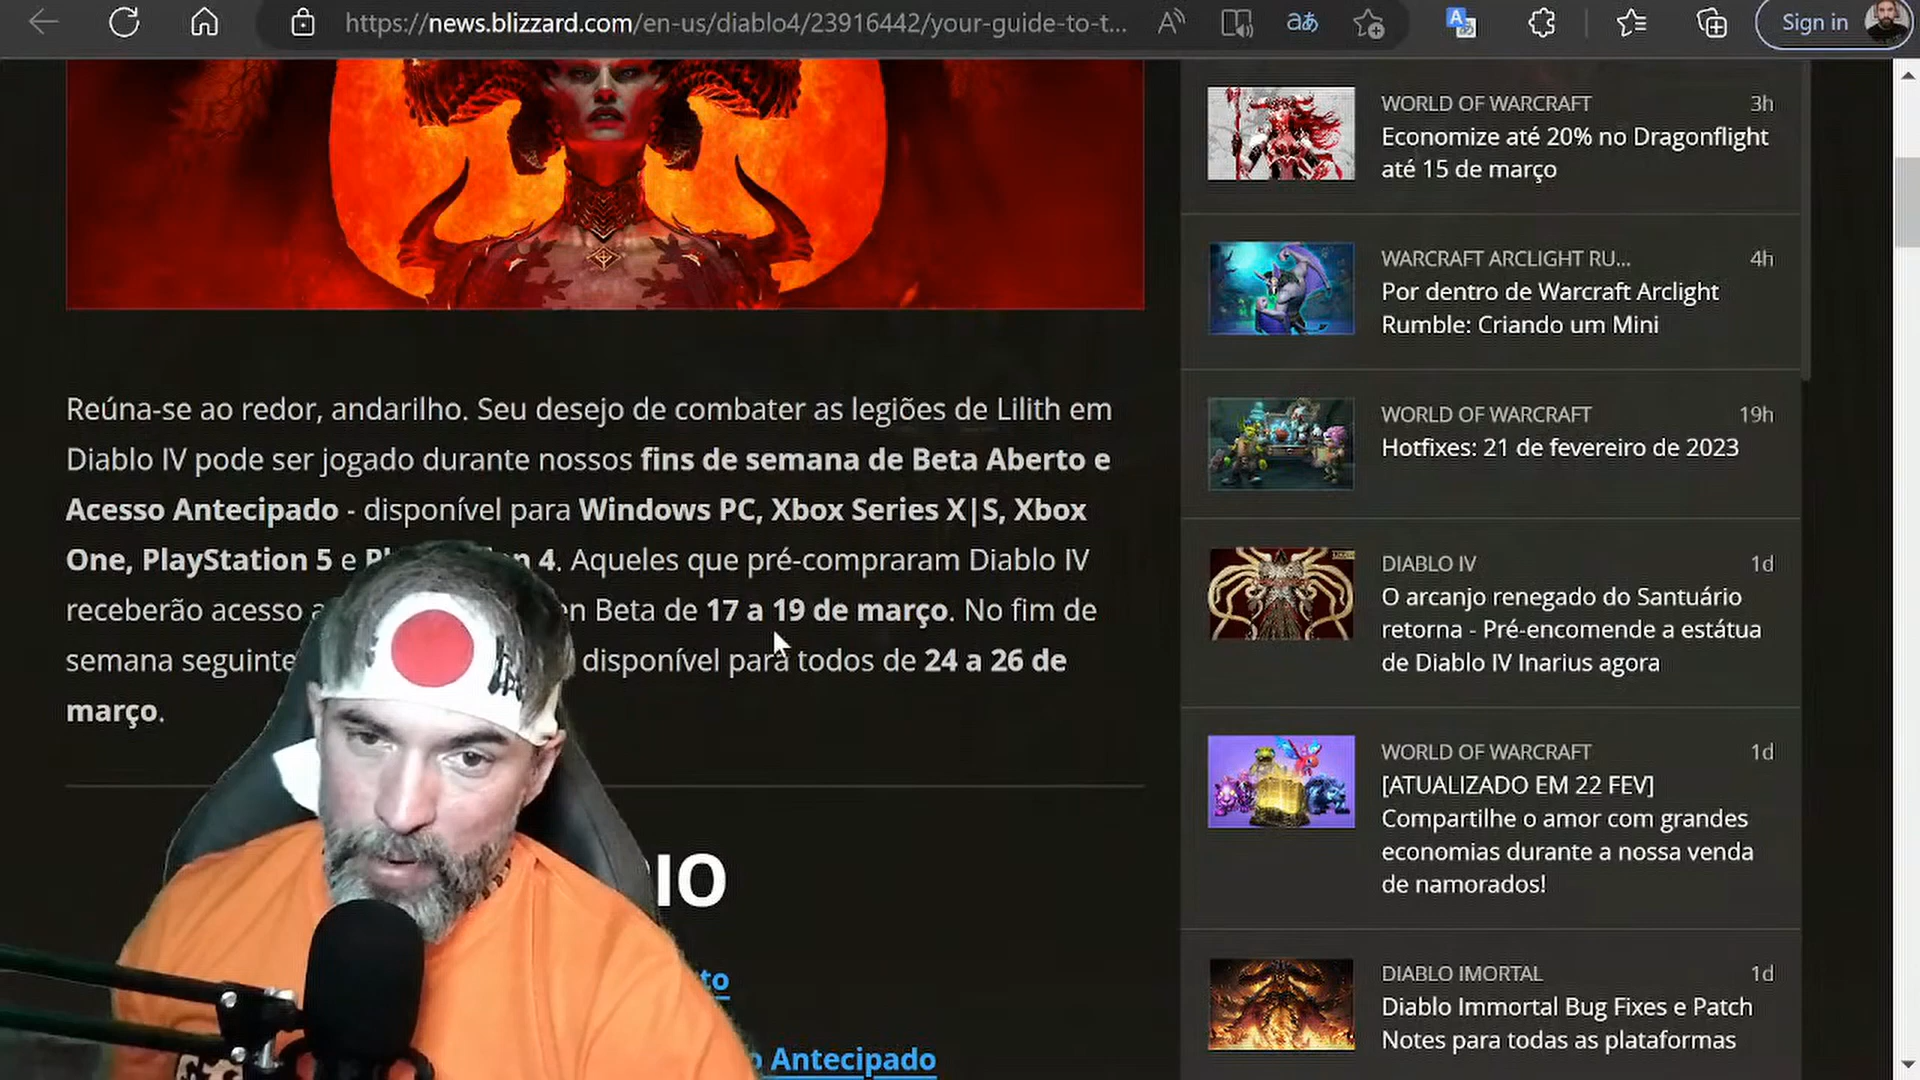 https://news.blizzard.com/en-us/diablo4/23916442/your-guide-to-t...
aあ
A
Sign in
Reúna-se ao redor, andarilho. Seu desejo de combater as legiões de Lilith em
Diablo IV pode ser jogado durante nossos fins de semana de Beta Aberto e
Acesso Antecipado - disponível para Windows PC, Xbox Series X|S, Xbox
One, PlayStation 5 e 4. Aqueles que pré-compraram Diablo IV
receberão acesso Beta de 17 a 19 de março. No fim de
semana seguinte disponível para todos de 24 a 26 de
março.
IO
to
Antecipado
WORLD OF WARCRAFT 3h
Economize até 20% no Dragonflight
até 15 de março
WARCRAFT ARCLIGHT RU... 4h
Por dentro de Warcraft Arclight
Rumble: Criando um Mini
WORLD OF WARCRAFT 19h
Hotfixes: 21 de fevereiro de 2023
DIABLO IV 1d
O arcanjo renegado do Santuário
retorna - Pré-encomende a estátua
de Diablo IV Inarius agora
WORLD OF WARCRAFT 1d
[ATUALIZADO EM 22 FEV]
Compartilhe o amor com grandes
economias durante a nossa venda
de namorados!
DIABLO IMORTAL 1d
Diablo Immortal Bug Fixes e Patch
Notes para todas as plataformas